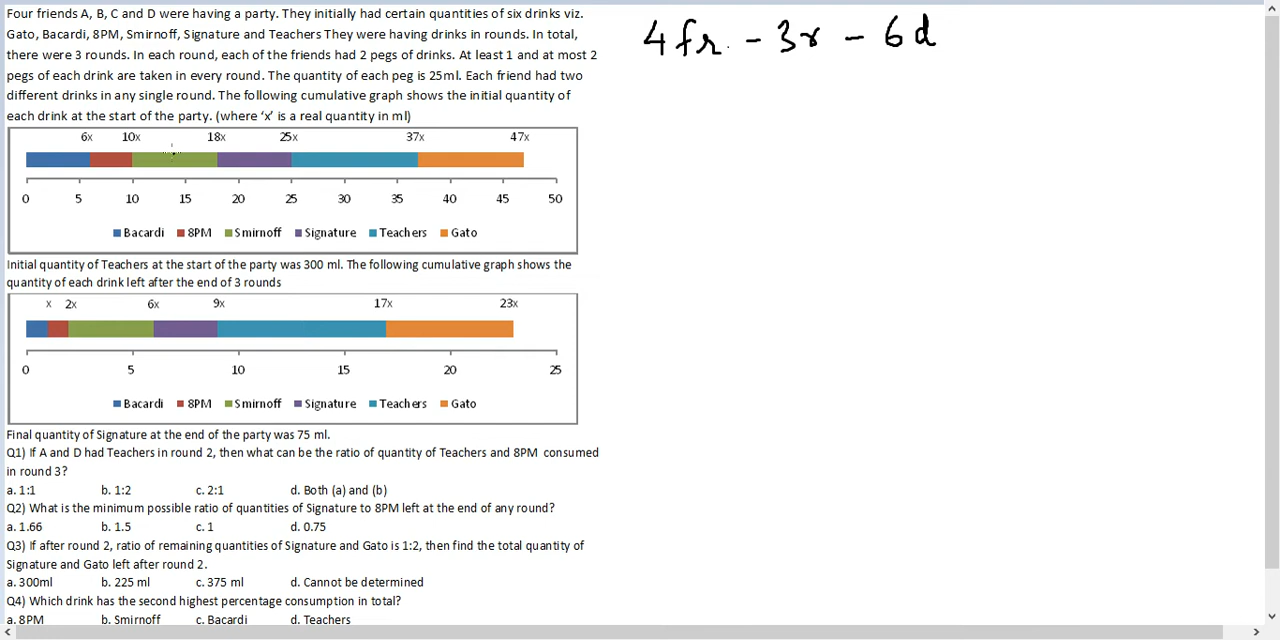 Four friends A, B, C and D were having a party. They initially had certain quantities of six drinks viz.
Gato, Bacardi, 8PM, Smirnoff, Signature and Teachers They were having drinks in rounds. In total,
there were 3 rounds. In each round, each of the friends had 2 pegs of drinks. At least 1 and at most 2
pegs of each drink are taken in every round. The quantity of each peg is 25ml. Each friend had two
different drinks in any single round. The following cumulative graph shows the initial quantity of
each drink at the start of the party. (where ‘x’ is a real quantity in ml)
4 fr. - 3r - 6d
6x 10x 18x 25x 37x 47x
0 5 10 15 20 25 30 35 40 45 50
Bacardi 8PM Smirnoff Signature Teachers Gato
Initial quantity of Teachers at the start of the party was 300 ml. The following cumulative graph shows the
quantity of each drink left after the end of 3 rounds
x 2x 6x 9x 17x 23x
0 5 10 15 20 25
Bacardi 8PM Smirnoff Signature Teachers Gato
Final quantity of Signature at the end of the party was 75 ml.
Q1) If A and D had Teachers in round 2, then what can be the ratio of quantity of Teachers and 8PM consumed
in round 3?
a. 1:1 b. 1:2 c. 2:1 d. Both (a) and (b)
Q2) What is the minimum possible ratio of quantities of Signature to 8PM left at the end of any round?
a. 1.66 b. 1.5 c. 1 d. 0.75
Q3) If after round 2, ratio of remaining quantities of Signature and Gato is 1:2, then find the total quantity of
Signature and Gato left after round 2.
a. 300ml b. 225 ml c. 375 ml d. Cannot be determined
Q4) Which drink has the second highest percentage consumption in total?
a. 8PM b. Smirnoff c. Bacardi d. Teachers